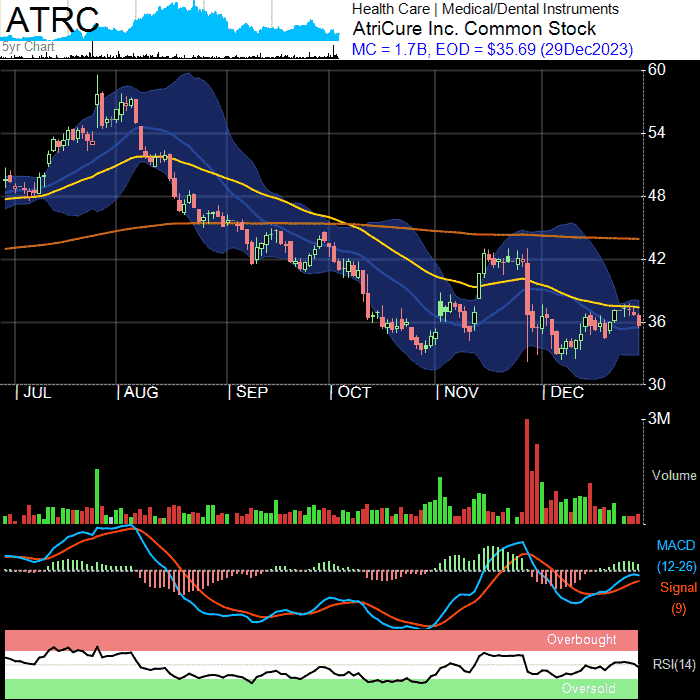 ATRC
5yr Chart
Health Care | Medical/Dental Instruments
AtriCure Inc. Common Stock
MC = 1.7B, EOD = $35.69 (29Dec2023)
60
54
48
42
36
30
| JUL | AUG | SEP | OCT | NOV | DEC
3M
Volume
MACD
(12-26)
Signal
(9)
Overbought
RSI(14)
Oversold